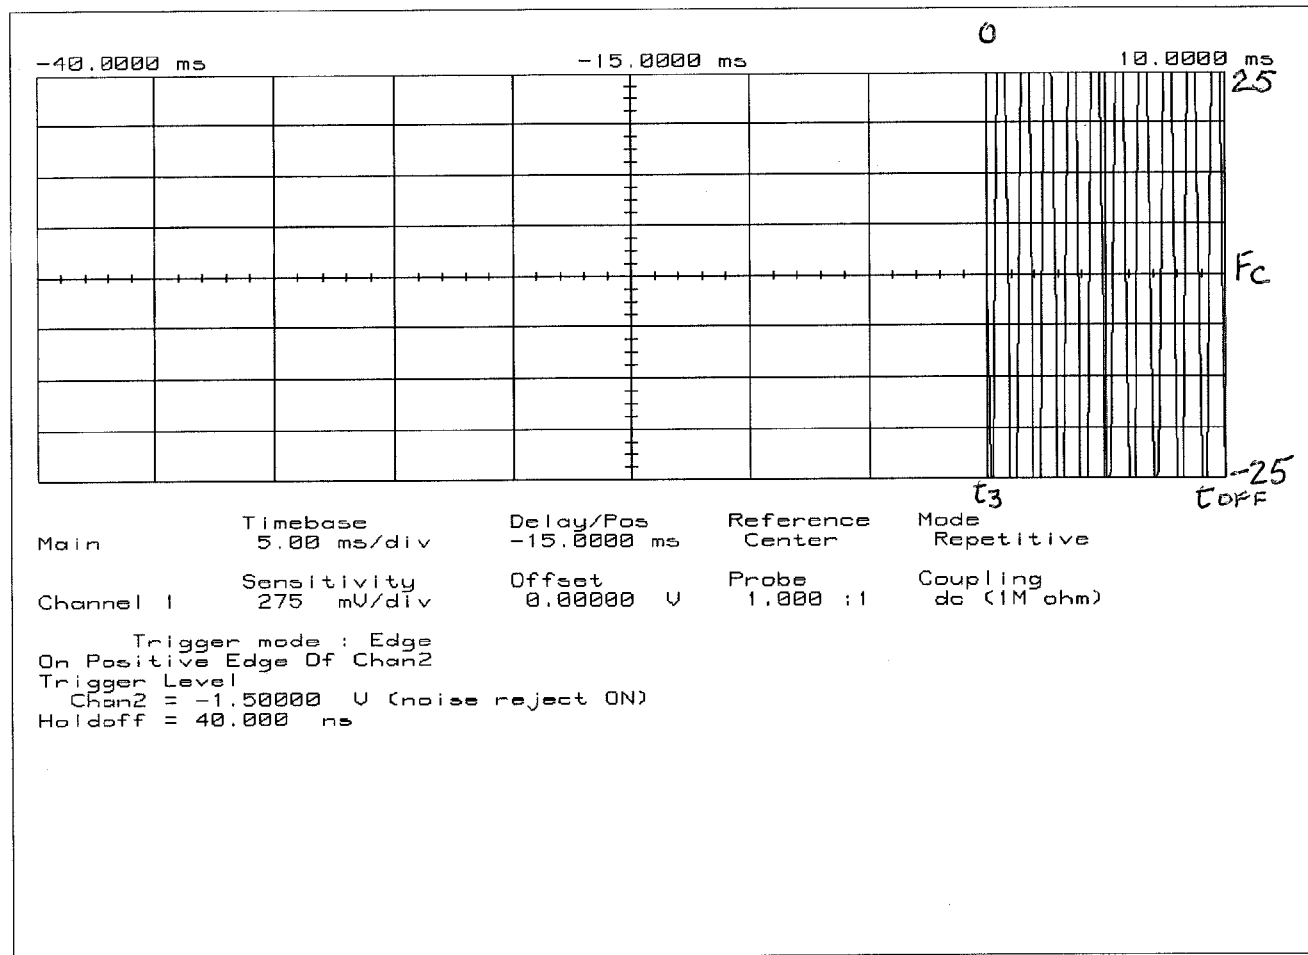 0
-40.0000 ms -15.0000 ms 10.0000 ms
25
Fc
-25
t3 tOFF
Timebase Delay/Pos Reference Mode
Main 5.00 ms/div -15.0000 ms Center Repetitive
Sensitivity Offset Probe Coupling
Channel 1 275 mV/div 0.00000 V 1.000 :1 dc (1M ohm)
Trigger mode : Edge
On Positive Edge Of Chan2
Trigger Level
Chan2 = -1.50000 V (noise reject ON)
Holdoff = 40.000 ns